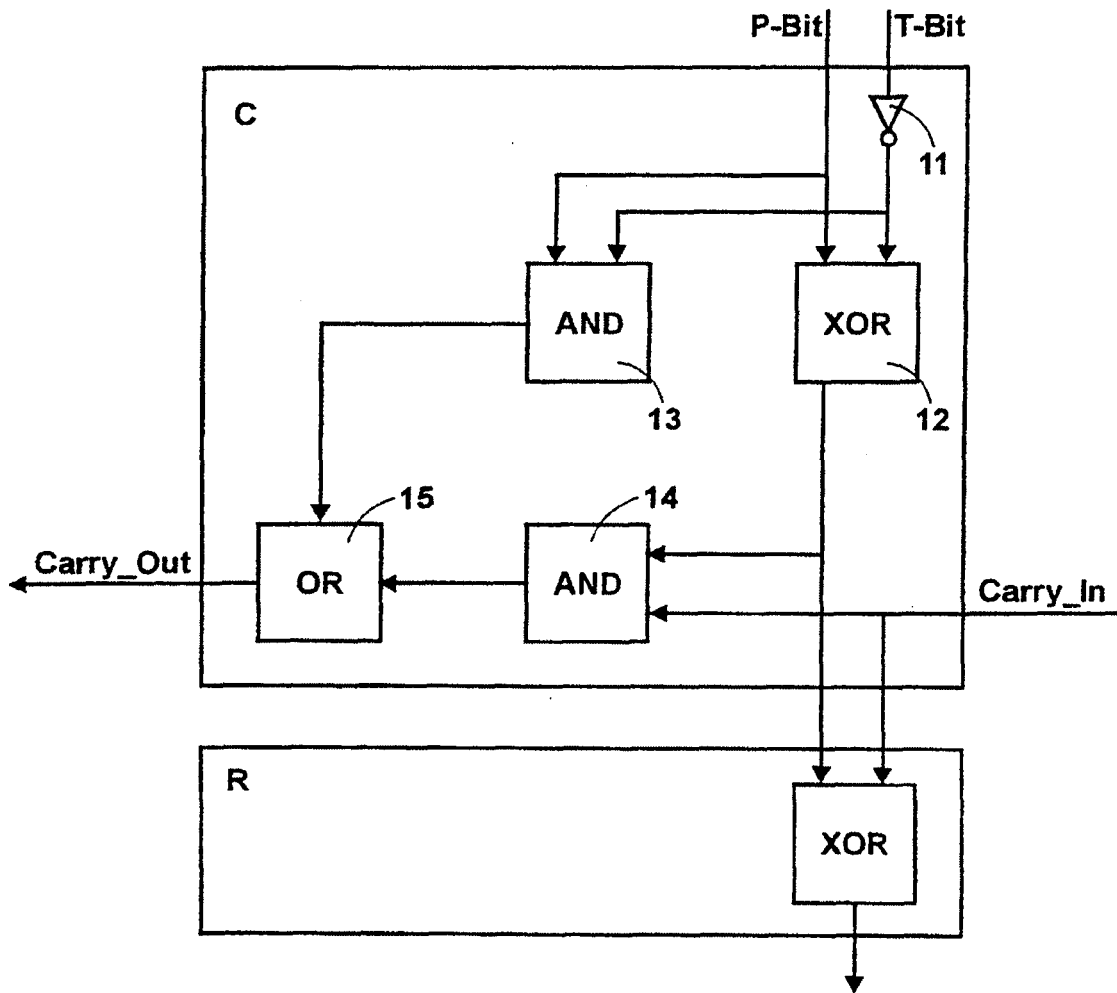 P-Bit
T-Bit
C
11
AND
XOR
13
12
15
14
Carry_Out
OR
AND
Carry_In
R
XOR